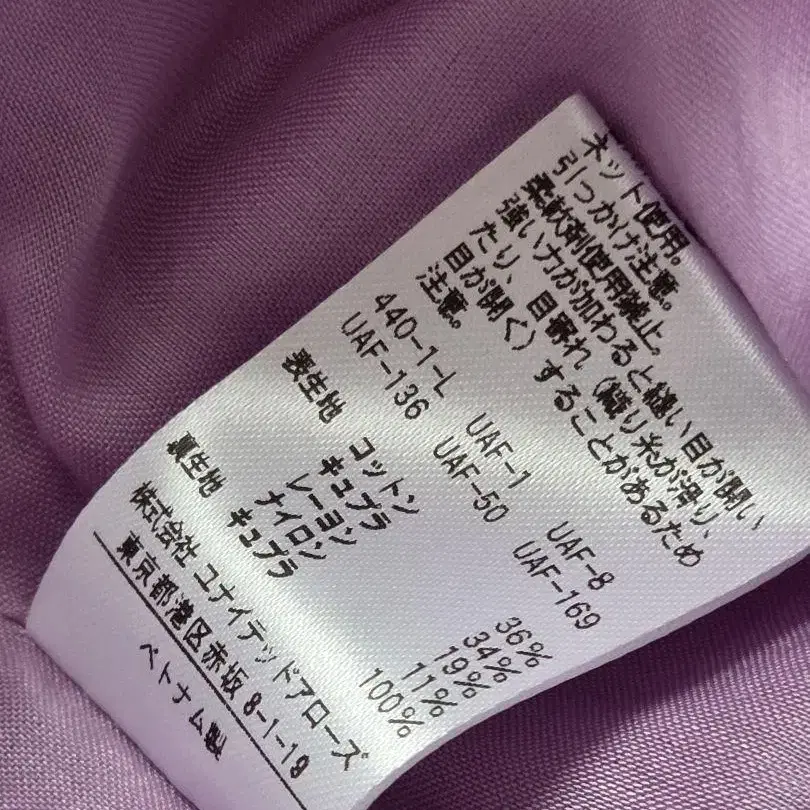 ネット使用。
引っかけ注意。
柔軟剤使用禁止。
強い力が加わると縫い目が開い
たり、目寄れ(織り糸が滑り、
目が開く)することがあるため
注意。
440-1-L UAF-1 UAF-8
UAF-136 UAF-50 UAF-169
表生地 コットン 36%
キュプラ 34%
レーヨン 19%
ナイロン 11%
裏生地 キュプラ 100%
株式会社 ユナイテッドアローズ
東京都港区赤坂 8-1-19
ベトナム製